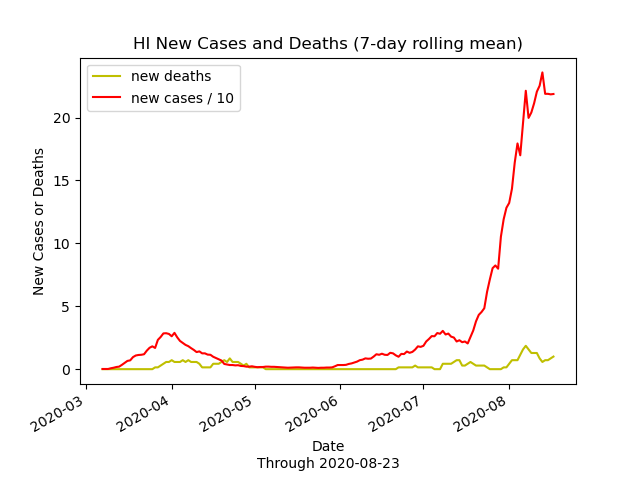 HI New Cases and Deaths (7-day rolling mean)
new deaths
new cases / 10
New Cases or Deaths
20
15
10
5
0
2020-03
2020-04
2020-05
2020-06
2020-07
2020-08
Date
Through 2020-08-23